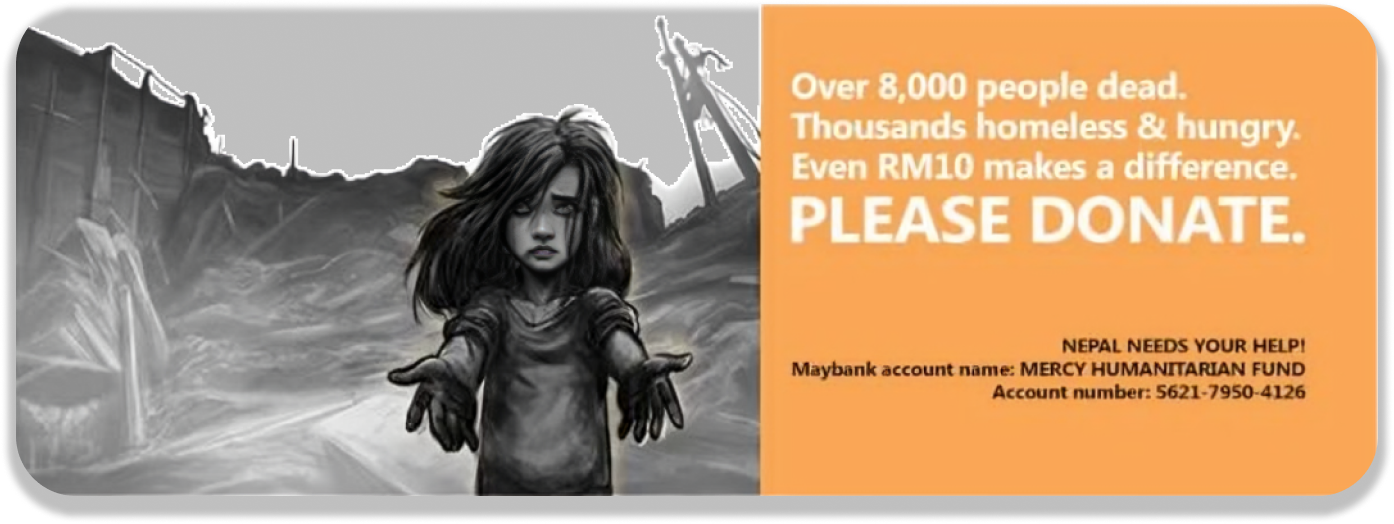 Over 8,000 people dead.
Thousands homeless & hungry.
Even RM10 makes a difference.
PLEASE DONATE.
NEPAL NEEDS YOUR HELP!
Maybank account name: MERCY HUMANITARIAN FUND
Account number: 5621-7950-4126